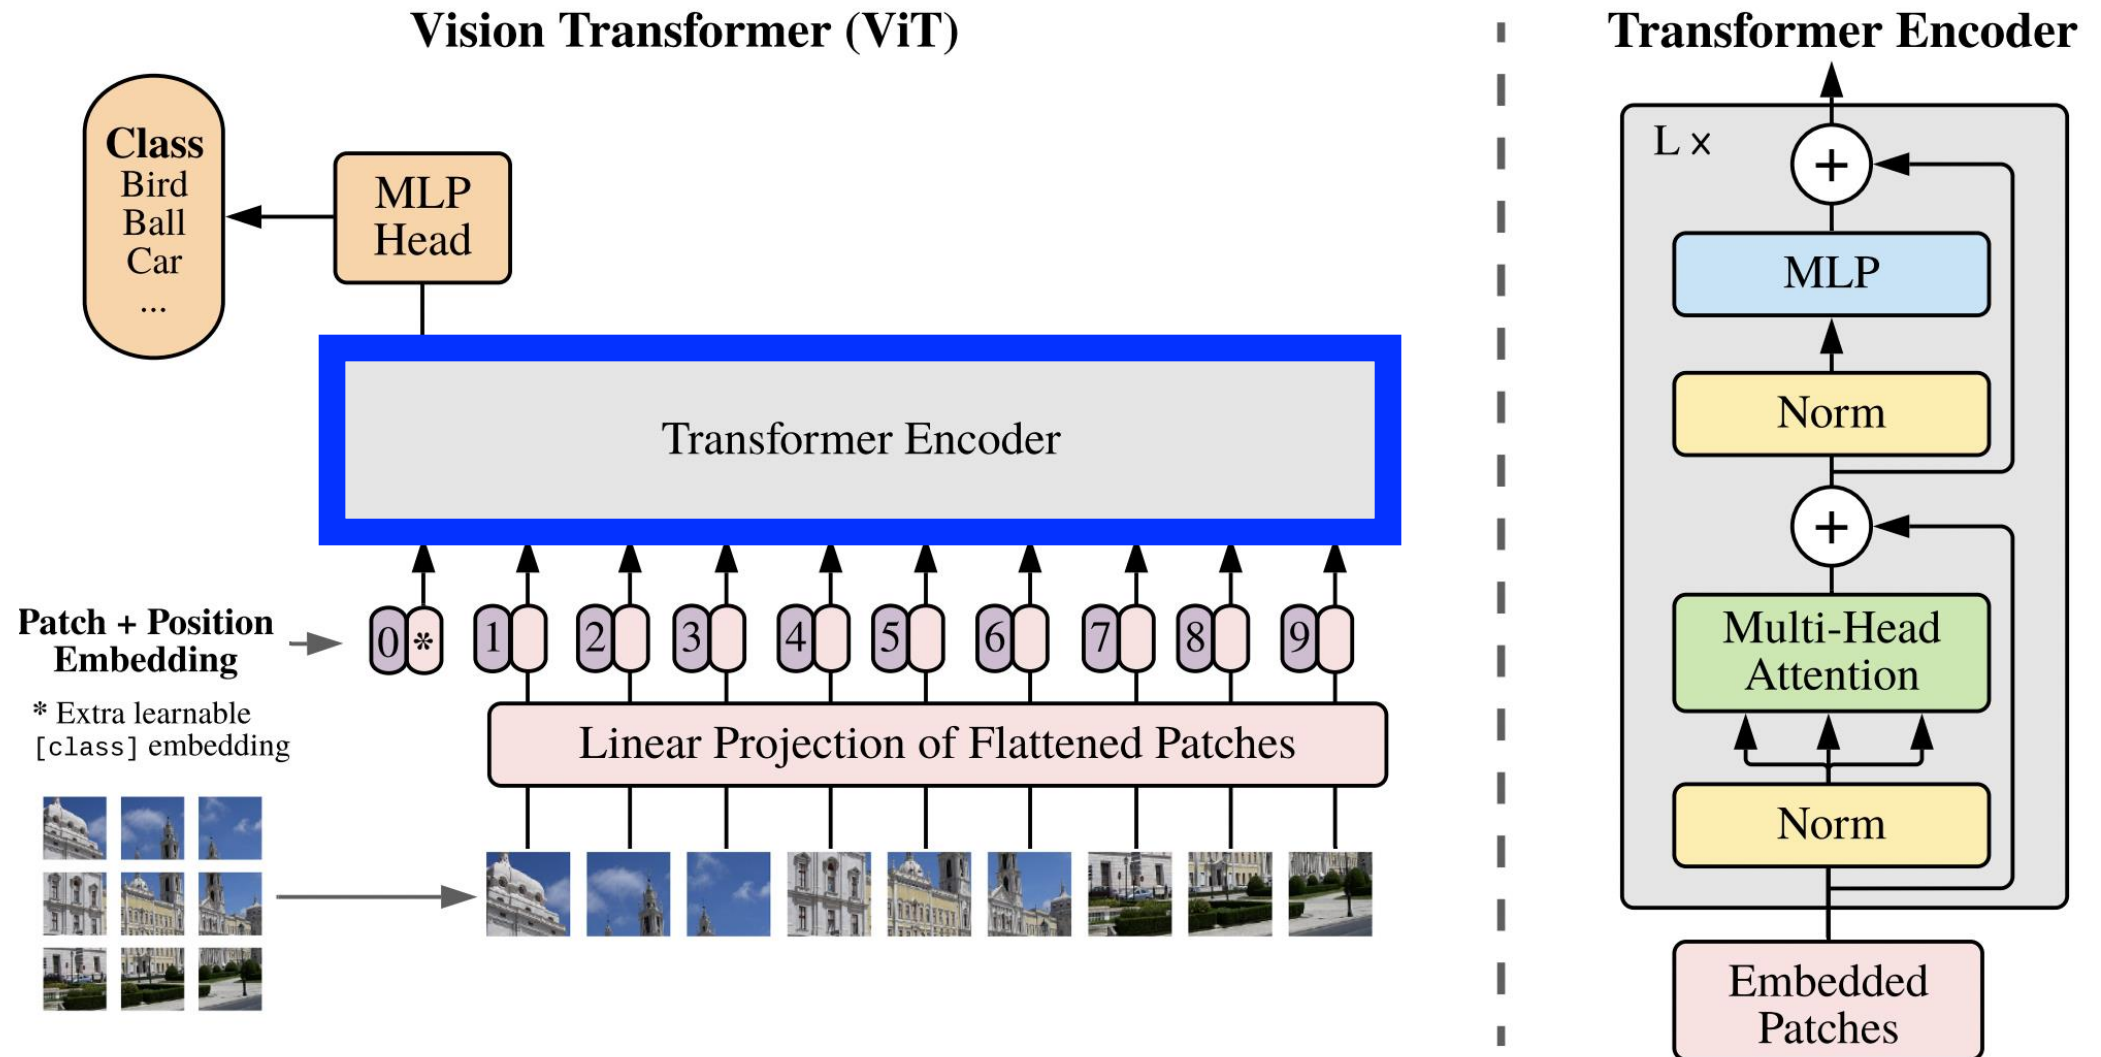 Vision Transformer (ViT)
Class
Bird
Ball
Car
...
MLP
Head
Transformer Encoder
Patch + Position
Embedding
* Extra learnable
[class] embedding
0 * 1 2 3 4 5 6 7 8 9
Linear Projection of Flattened Patches
Transformer Encoder
L ×
+
MLP
Norm
+
Multi-Head
Attention
Norm
Embedded
Patches